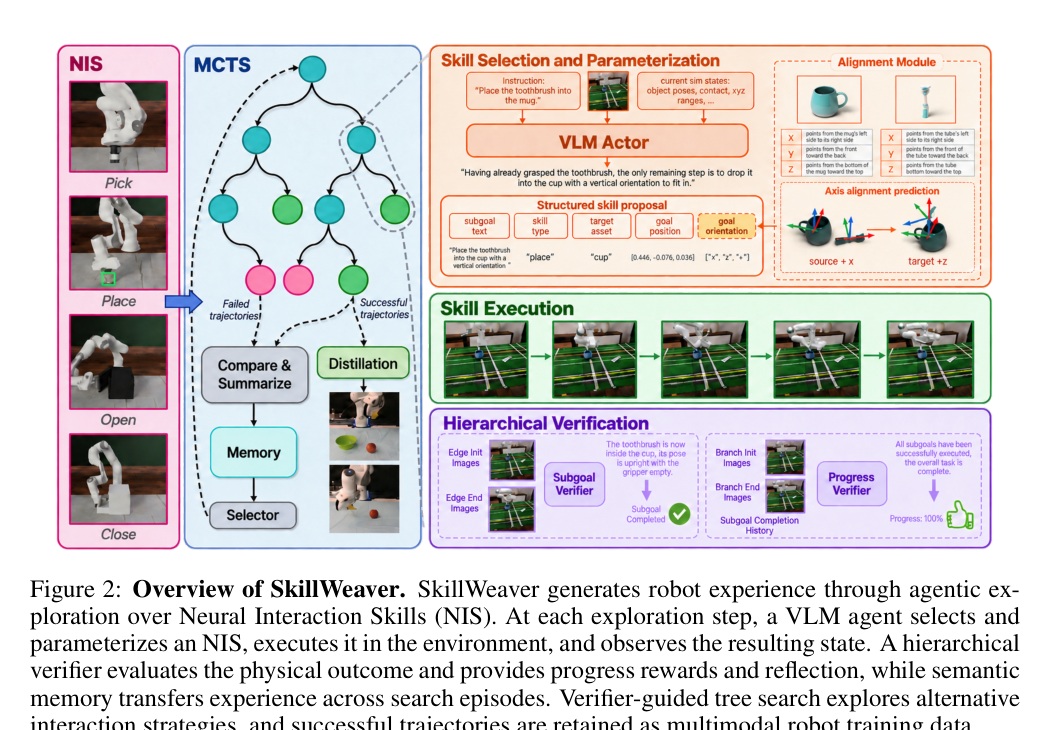 NIS
Pick
Place
Open
Close
MCTS
Failed
trajectories
Successful
trajectories
Compare &
Summarize
Distillation
Memory
Selector
Skill Selection and Parameterization
Instruction:
"Place the toothbrush into
the mug."
current sim states:
object poses, contact, xyz
ranges, ...
VLM Actor
"Having already grasped the toothbrush, the only remaining step is to drop it
into the cup with a vertical orientation to fit in."
Structured skill proposal
subgoal
text
skill
type
target
asset
goal
position
goal
orientation
"Place the toothbrush
into the cup with a
vertical orientation "
"place"
"cup"
[0.446, -0.076, 0.036]
["x", "z", "+"]
Alignment Module
x
points from the mug's left
side to its right side
y
points from the front
toward the back
z
points from the bottom of
the mug toward the top
x
points from the tube's left
side to its right side
y
points from the front of
the tube toward the back
z
points from the tube
bottom toward the top
Axis alignment prediction
source + x
target +z
Skill Execution
Hierarchical Verification
Edge Init
Images
Edge End
Images
Subgoal
Verifier
The toothbrush is now
inside the cup, its pose
is upright with the
gripper empty.
Subgoal
Completed
Branch Init
Images
Branch End
Images
Subgoal Completion
History
Progress
Verifier
All subgoals have been
successfully executed,
the overall task is
complete.
Progress: 100%
Figure 2: Overview of SkillWeaver. SkillWeaver generates robot experience through agentic ex-
ploration over Neural Interaction Skills (NIS). At each exploration step, a VLM agent selects and
parameterizes an NIS, executes it in the environment, and observes the resulting state. A hierarchical
verifier evaluates the physical outcome and provides progress rewards and reflection, while semantic
memory transfers experience across search episodes. Verifier-guided tree search explores alternative
interaction strategies, and successful trajectories are retained as multimodal robot training data.